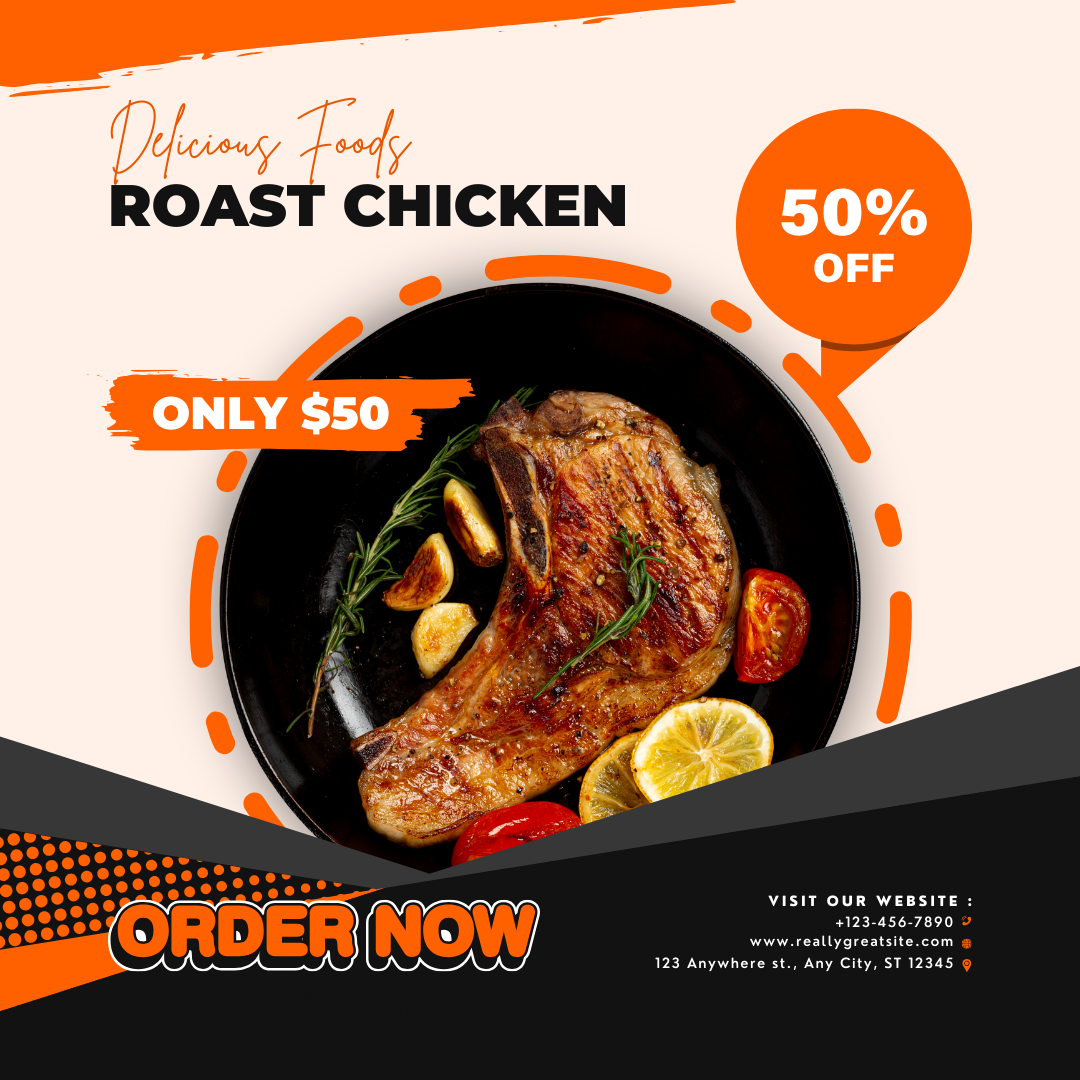 Delicious Foods
ROAST CHICKEN
50%
OFF
ONLY $50
ORDER NOW
VISIT OUR WEBSITE :
+123-456-7890
www.reallygreatsite.com
123 Anywhere st., Any City, ST 12345